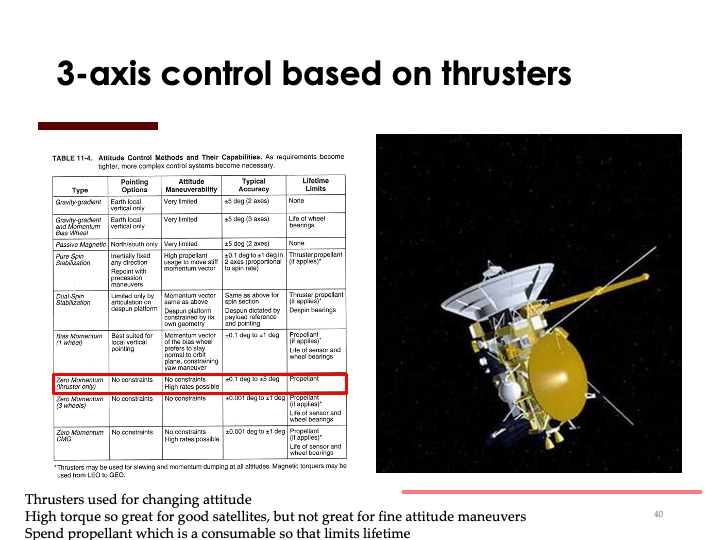 3-axis control based on thrusters
TABLE 11-4. Attitude Control Methods and Their Capabilities. As requirements become
tighter, more complex control systems become necessary.
Type | Pointing Options | Attitude Maneuverability | Typical Accuracy | Lifetime Limits
Gravity-gradient | Earth local vertical only | Very limited | ±5 deg (2 axes) | None
Gravity-gradient and Momentum Bias Wheel | Earth local vertical only | Very limited | ±5 deg (3 axes) | Life of wheel bearings
Passive Magnetic | North/south only | Very limited | ±5 deg (2 axes) | None
Pure Spin Stabilization | Inertially fixed any direction Repoint with precession maneuvers | High propellant usage to move stiff momentum vector | ±0.1 deg to ±1 deg in 2 axes (proportional to spin rate) | Thruster propellant (if applies)*
Dual-Spin Stabilization | Limited only by articulation on despun platform | Momentum vector same as above Despun platform constrained by its own geometry | Same as above for spin section Despun dictated by payload reference and pointing | Thruster propellant (if applies)* Despin bearings
Bias Momentum (1 wheel) | Best suited for local vertical pointing | Momentum vector of the bias wheel prefers to stay normal to orbit plane, constraining yaw maneuver | ±0.1 deg to ±1 deg | Propellant (if applies)* Life of sensor and wheel bearings
Zero Momentum (thruster only) | No constraints | No constraints High rates possible | ±0.1 deg to ±5 deg | Propellant
Zero Momentum (3 wheels) | No constraints | No constraints | ±0.001 deg to ±1 deg | Propellant (if applies)* Life of sensor and wheel bearings
Zero Momentum CMG | No constraints | No constraints High rates possible | ±0.001 deg to ±1 deg | Propellant (if applies)* Life of sensor and wheel bearings
*Thrusters may be used for slewing and momentum dumping at all altitudes. Magnetic torquers may be
used from LEO to GEO.
Thrusters used for changing attitude
High torque so great for good satellites, but not great for fine attitude maneuvers
Spend propellant which is a consumable so that limits lifetime
40